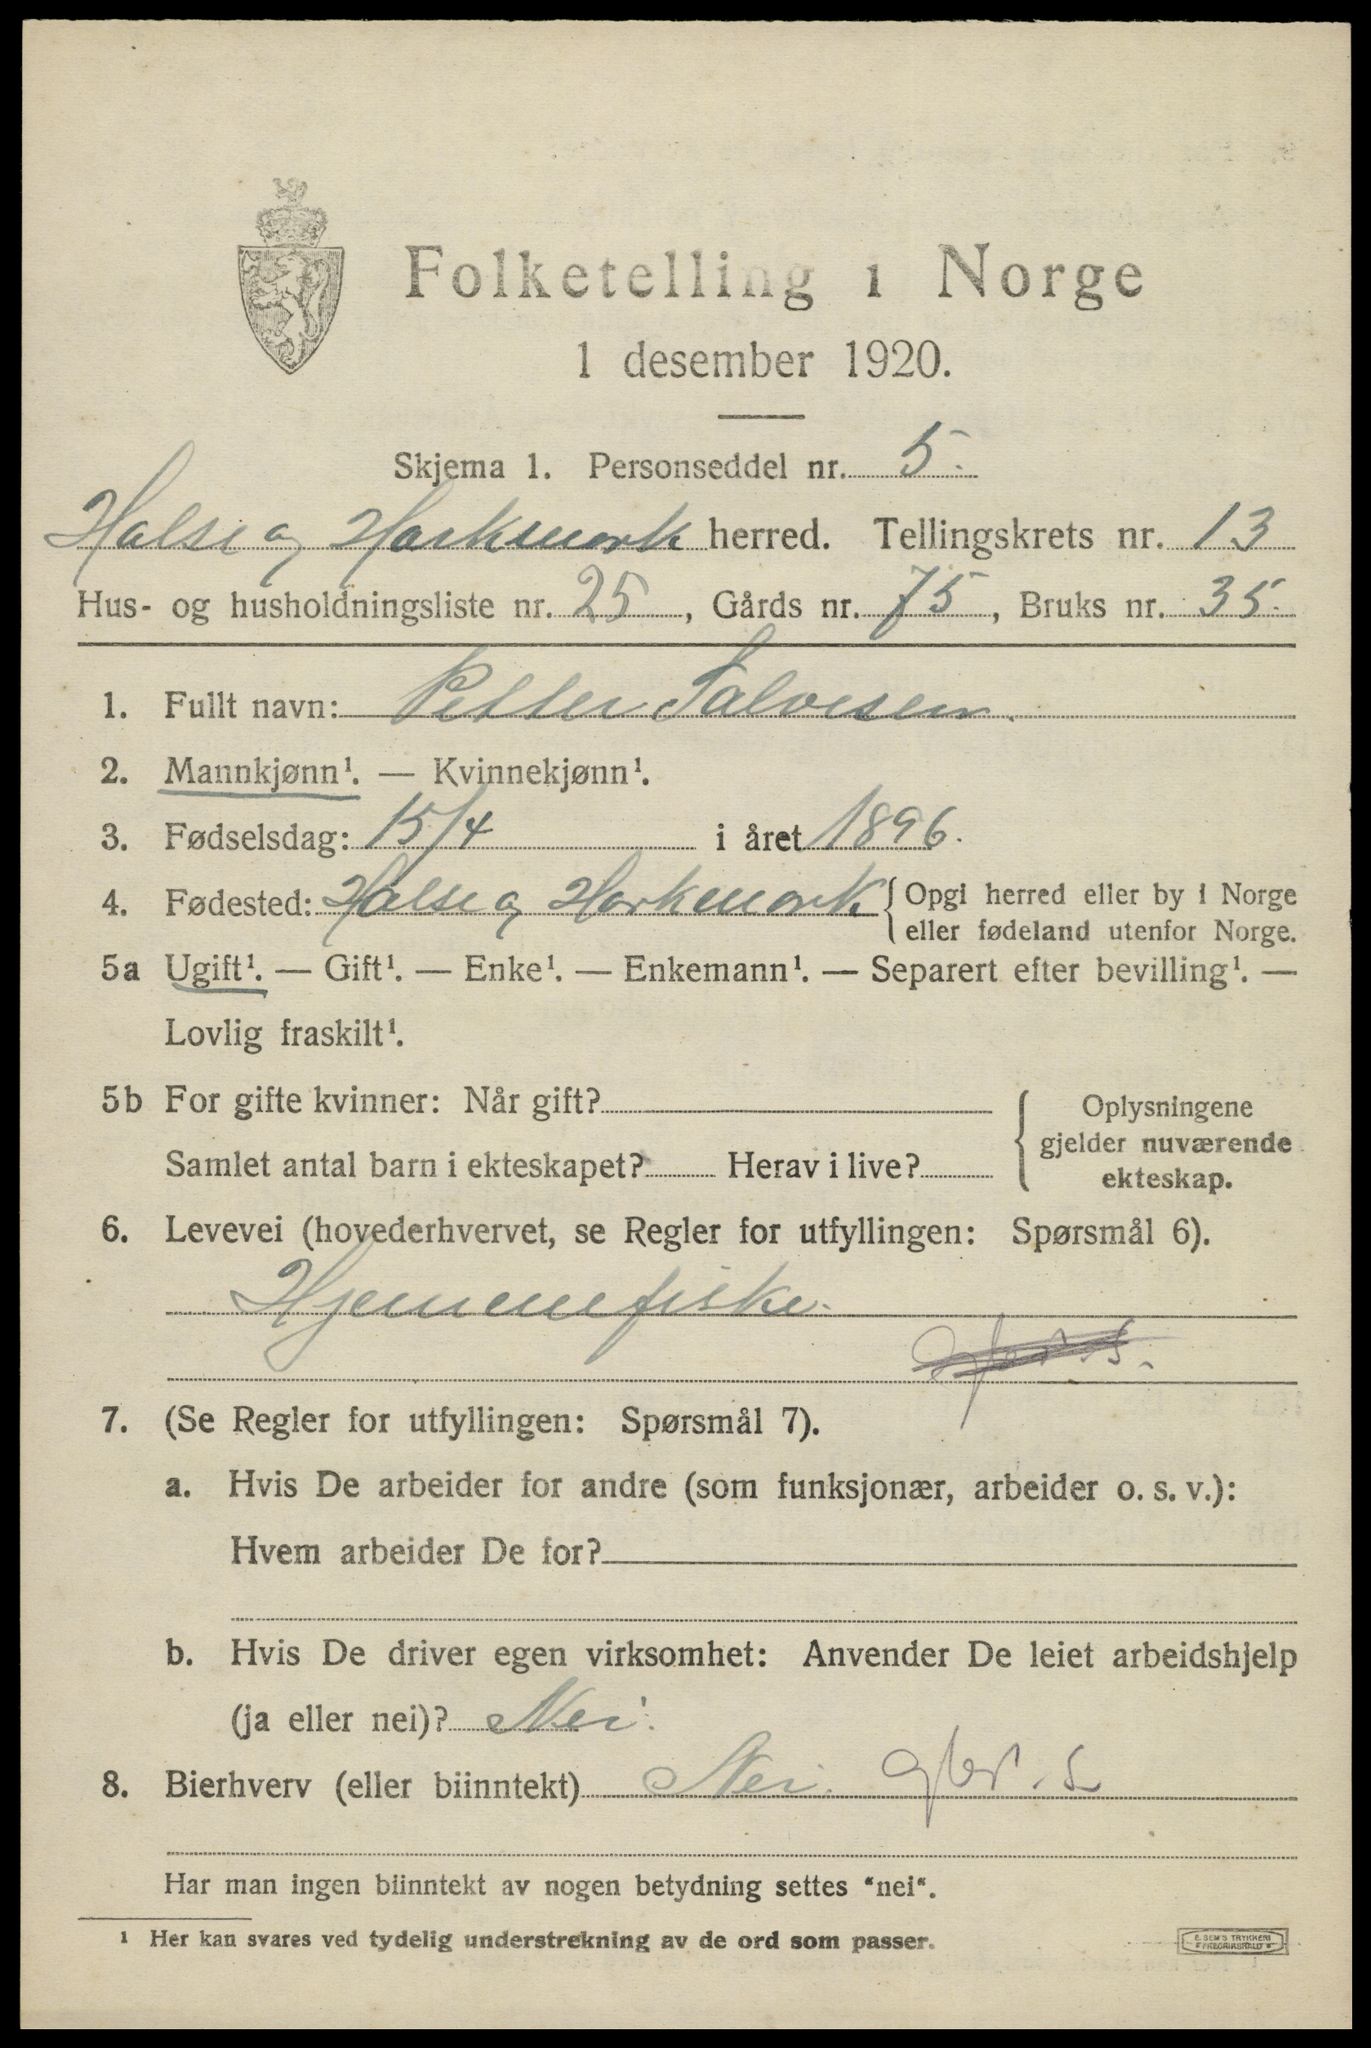 Folketelling i Norge
1 desember 1920.
Skjema 1. Personseddel nr. 5.
Halse og Harkmark herred. Tellingskrets nr. 13
Hus- og husholdningsliste nr. 25, Gårds nr. 75, Bruks nr. 35.
1. Fullt navn: Petter Salvesen.
2. Mannkjønn¹. — Kvinnekjønn¹.
3. Fødselsdag: 15/4 i året 1896.
4. Fødested: Halse og Harkmark { Opgi herred eller by i Norge
eller fødeland utenfor Norge.
5a Ugift¹. — Gift¹. — Enke¹. — Enkemann¹. — Separert efter bevilling¹. —
Lovlig fraskilt¹.
5b For gifte kvinner: Når gift?
Samlet antal barn i ekteskapet? Herav i live?
Oplysningene
gjelder nuværende
ekteskap.
6. Levevei (hovederhvervet, se Regler for utfyllingen: Spørsmål 6).
Hjemmefiske.
7. (Se Regler for utfyllingen: Spørsmål 7).
a. Hvis De arbeider for andre (som funksjonær, arbeider o. s. v.):
Hvem arbeider De for?
b. Hvis De driver egen virksomhet: Anvender De leiet arbeidshjelp
(ja eller nei)? Nei.
8. Bierhverv (eller biinntekt) Nei.
Har man ingen biinntekt av nogen betydning settes "nei".
¹ Her kan svares ved tydelig understrekning av de ord som passer.
E. SEM'S TRYKKERI
FREDRIKSHALD